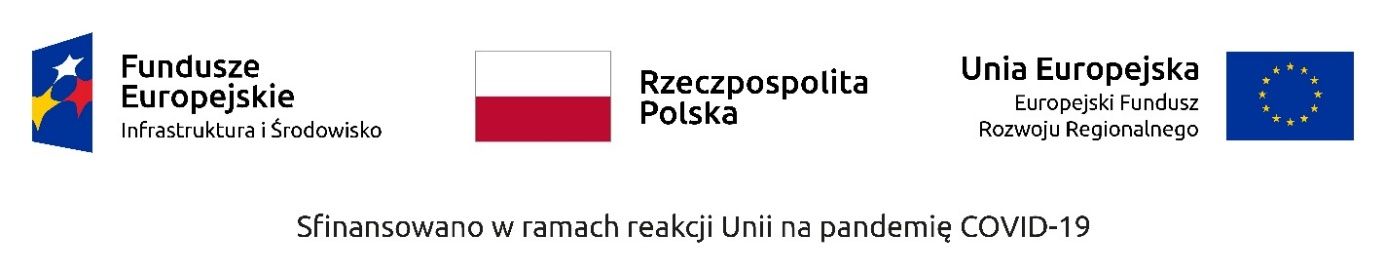 Fundusze
Europejskie
Infrastruktura i Środowisko
Rzeczpospolita
Polska
Unia Europejska
Europejski Fundusz
Rozwoju Regionalnego
Sfinansowano w ramach reakcji Unii na pandemię COVID-19